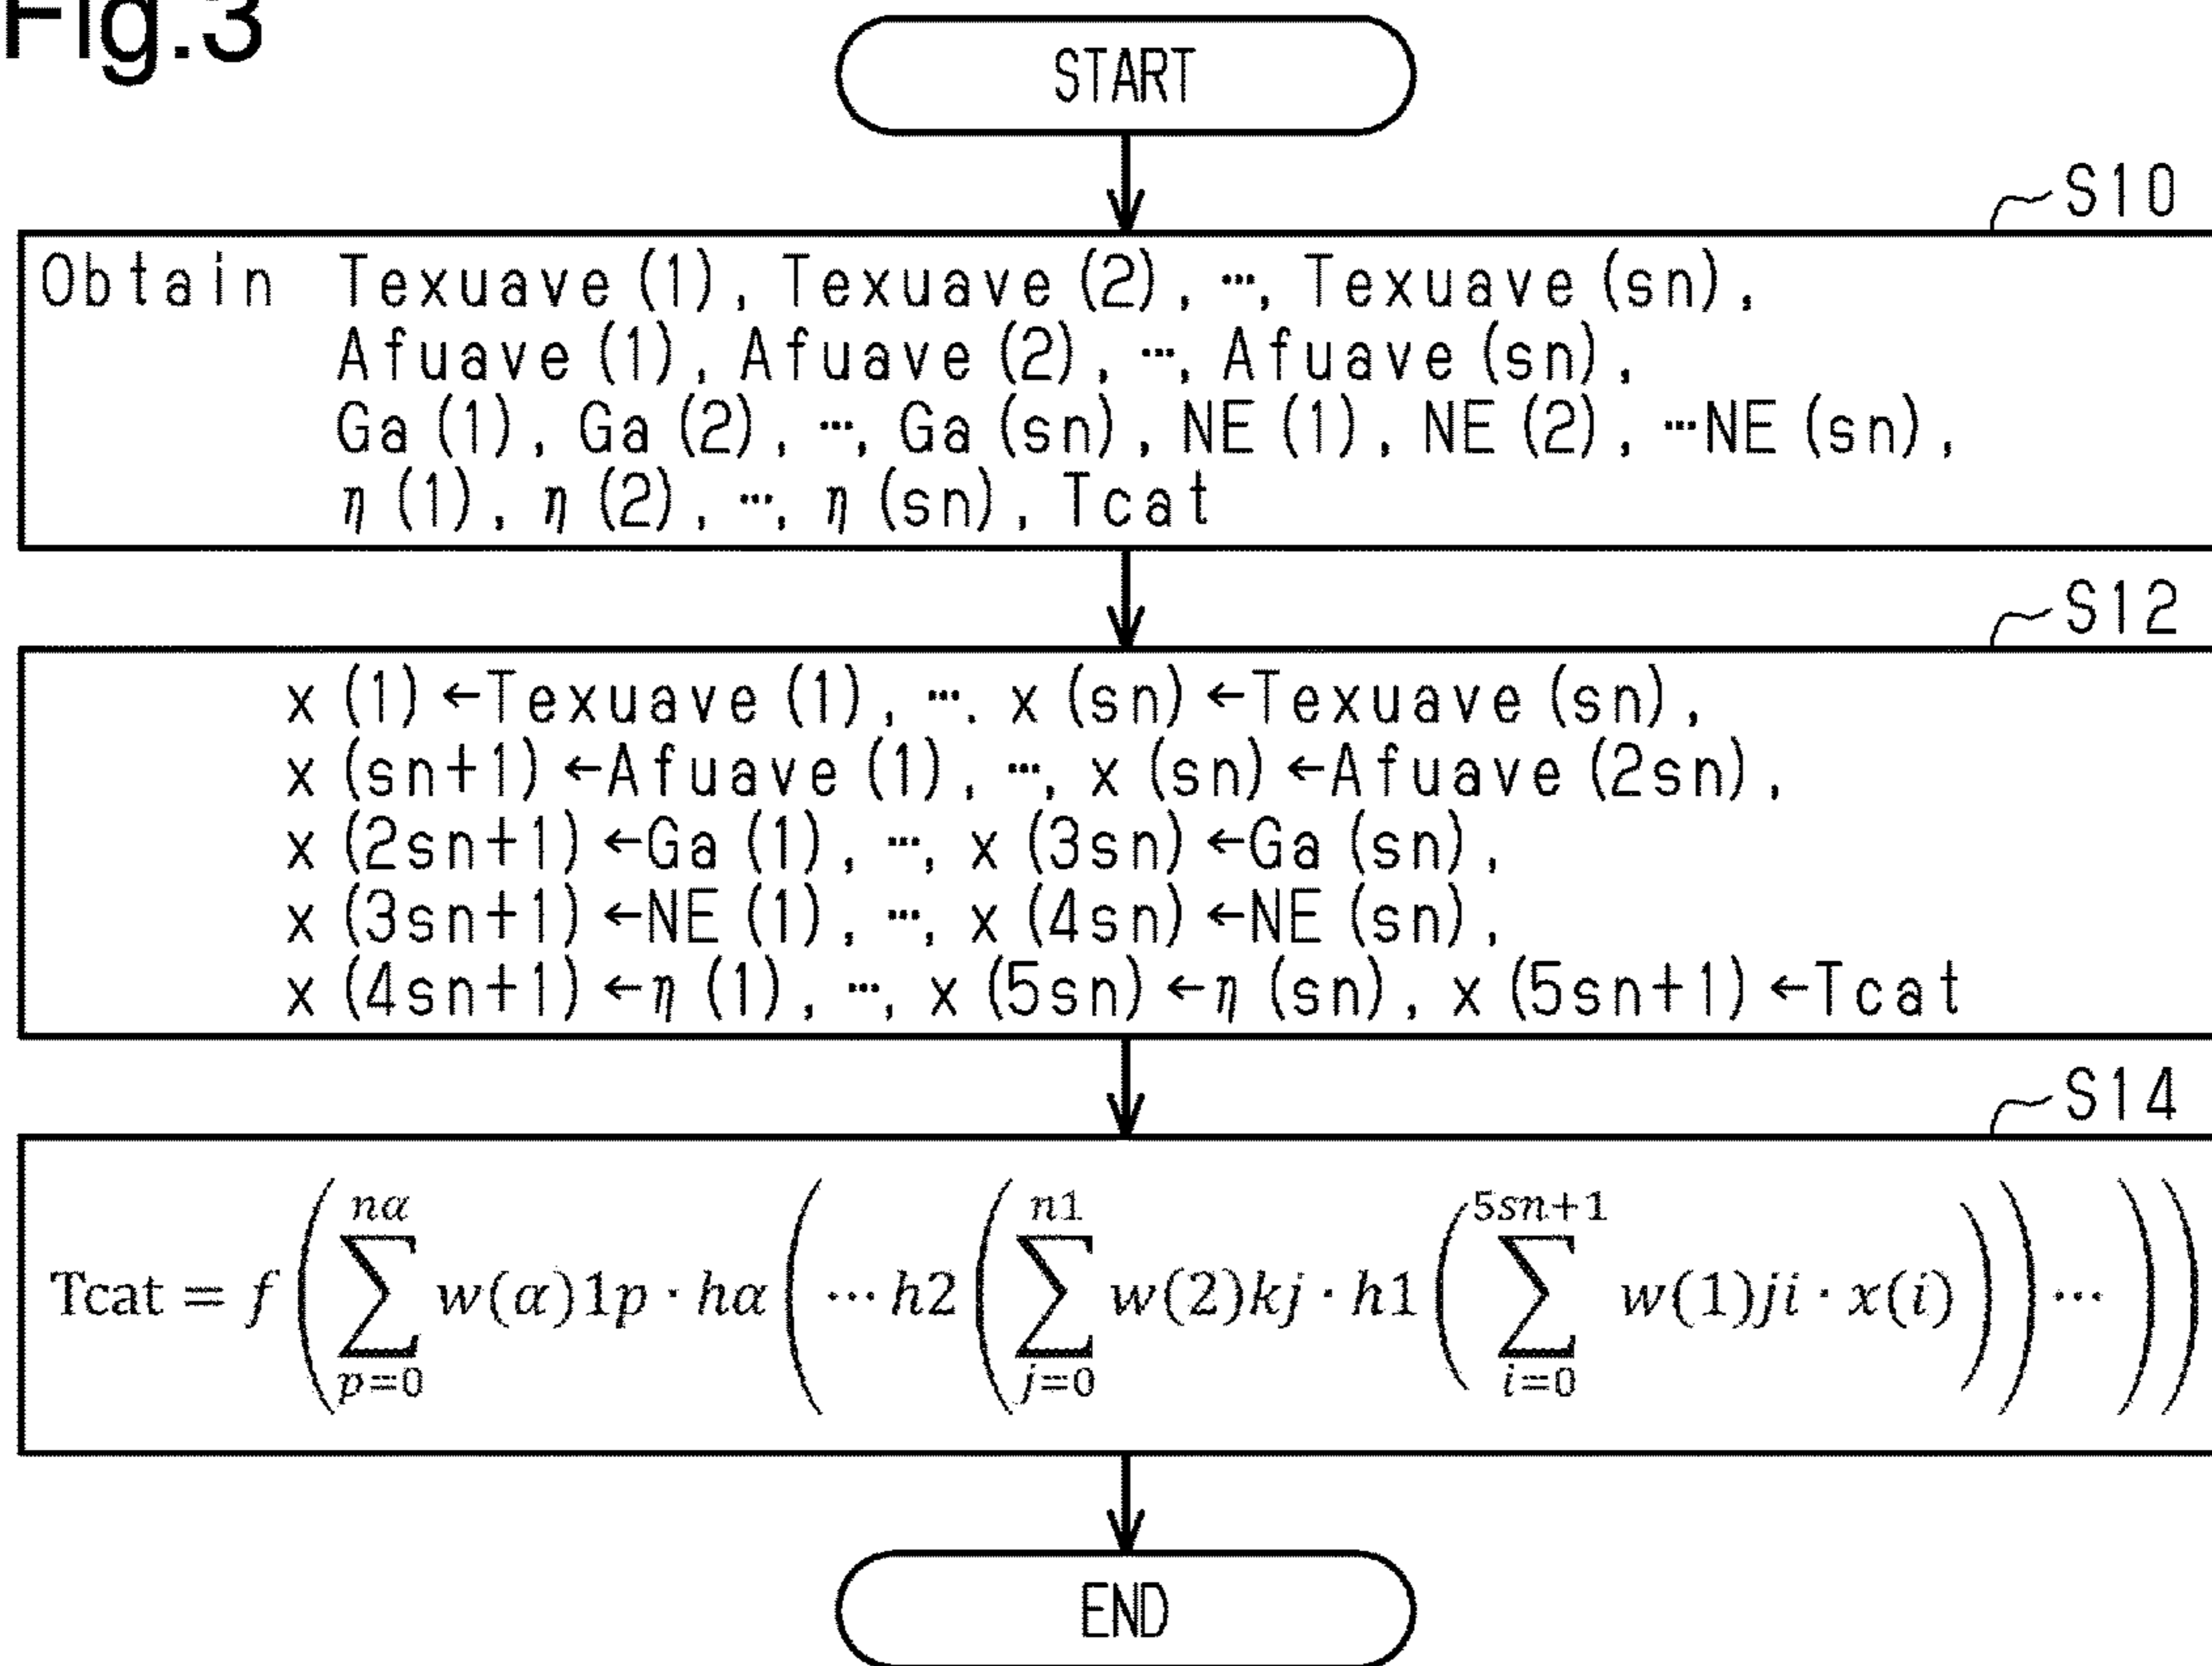 Fig.3
START
S10
Obtain Texuave(1), Texuave(2), …, Texuave(sn),
Afuave(1), Afuave(2), …, Afuave(sn),
Ga(1), Ga(2), …, Ga(sn), NE(1), NE(2), …NE(sn),
η(1), η(2), …, η(sn), Tcat
S12
x(1)←Texuave(1), …. x(sn)←Texuave(sn),
x(sn+1)←Afuave(1), …, x(sn)←Afuave(2sn),
x(2sn+1)←Ga(1), …, x(3sn)←Ga(sn),
x(3sn+1)←NE(1), …, x(4sn)←NE(sn),
x(4sn+1)←η(1), …, x(5sn)←η(sn), x(5sn+1)←Tcat
S14
Tcat = f(∑_{p=0}^{nα} w(α)1p · hα(… h2(∑_{j=0}^{n1} w(2)kj · h1(∑_{i=0}^{5sn+1} w(1)ji · x(i))) …))
END